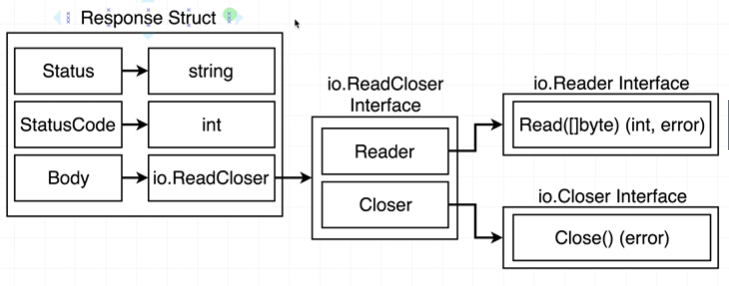 Response Struct
Status
string
StatusCode
int
Body
io.ReadCloser
io.ReadCloser
Interface
Reader
Closer
io.Reader Interface
Read([]byte) (int, error)
io.Closer Interface
Close() (error)